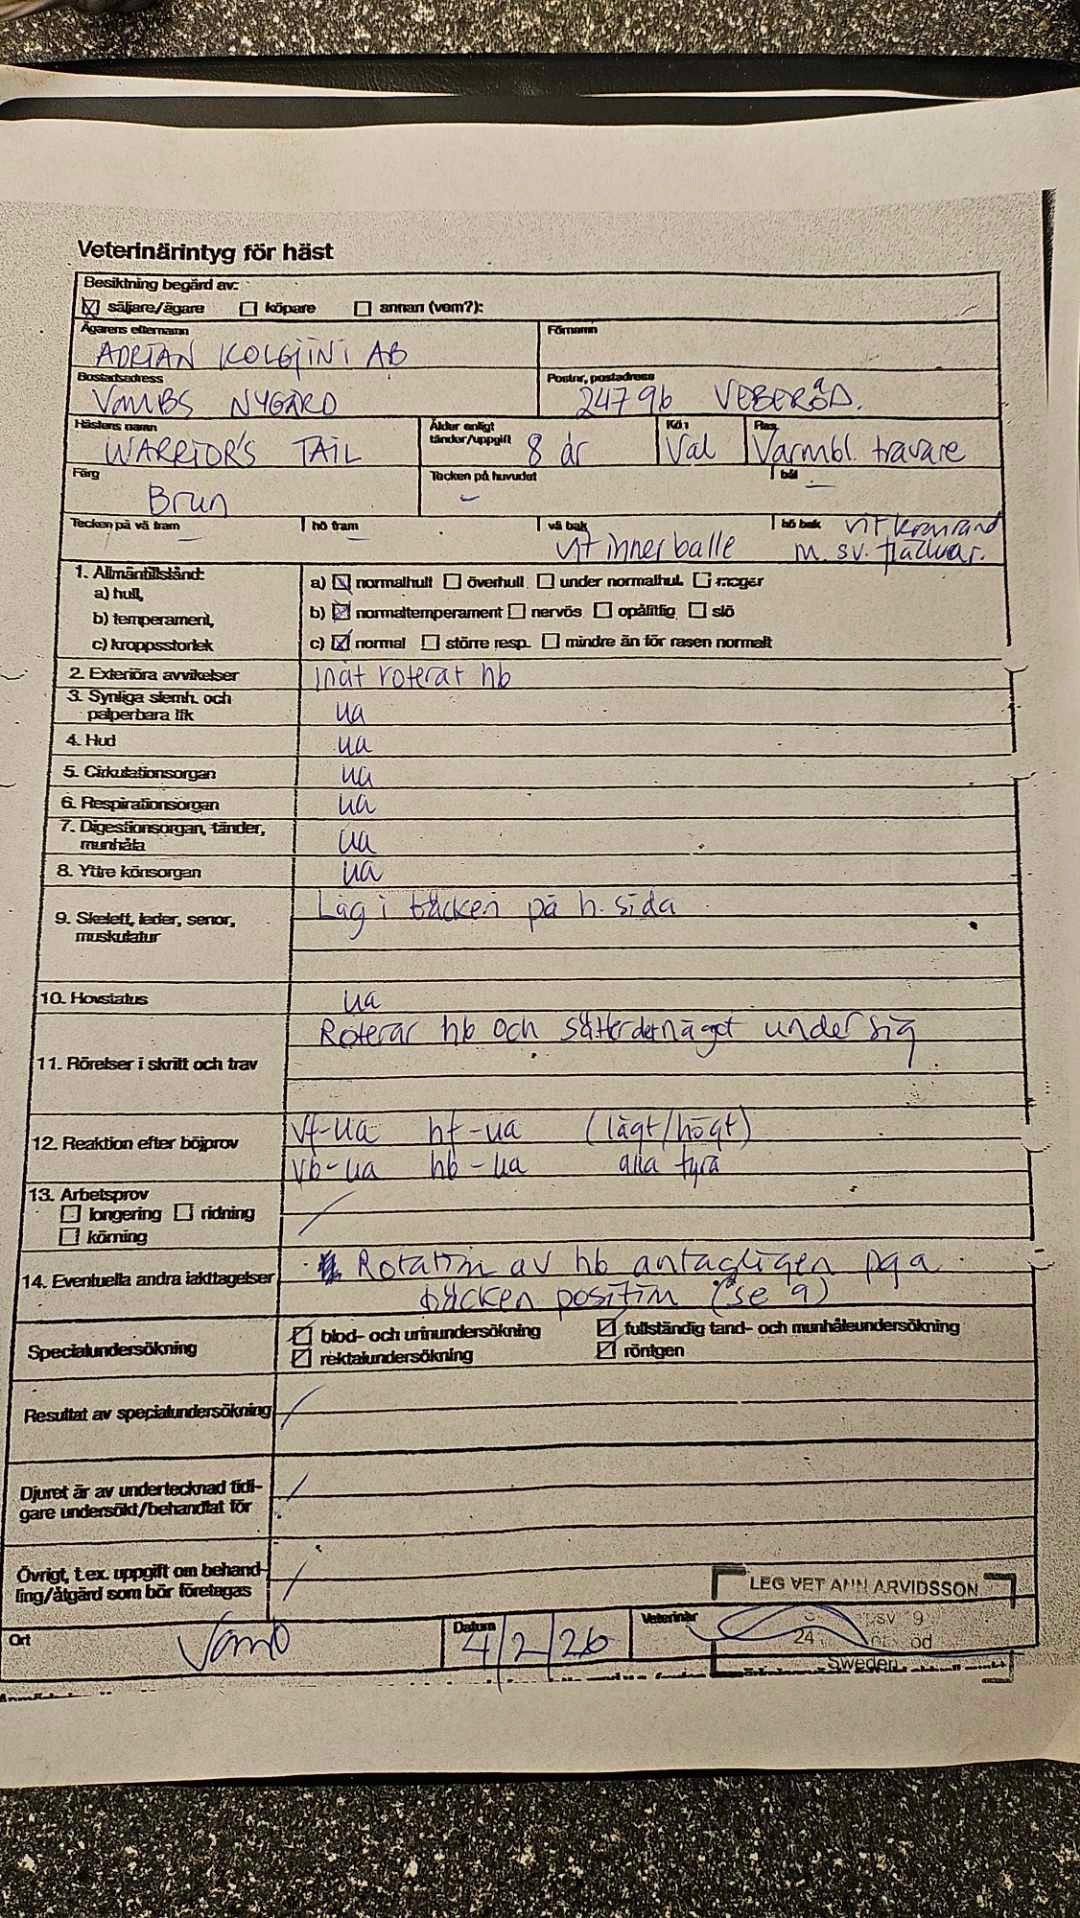 Veterinärintyg för häst
Besiktning begärd av:
säljare/ägare köpare annan (vem?):
Ägarens efternamn Förnamn
ADRIAN KOLGJINI AB
Bostadsadress Postnr, postadress
VOMBS NYGÅRD 247 96 VEBERÖD.
Hästens namn Ålder enligt tänder/uppgift Kön Ras
WARRIOR'S TAIL 8 år Val Varmbl. travare
Färg Tecken på huvudet bål
Brun – –
Tecken på vä fram hö fram vä bak hö bak
– – vit innerballe vit kronrand
m. sv. fläckar.
1. Allmäntillstånd:
a) hull, a) normalhull överhull under normalhul. mager
b) temperament, b) normaltemperament nervös opålitlig slö
c) kroppsstorlek c) normal större resp. mindre än för rasen normalt
2. Exteriöra avvikelser inåt roterat hb
3. Synliga slemh. och
palperbara lfk ua
4. Hud ua
5. Cirkulationsorgan ua
6. Respirationsorgan ua
7. Digestionsorgan, tänder,
munhåla ua
8. Yttre könsorgan ua
9. Skelett, leder, senor,
muskulatur
Låg i bäcken på h. sida
10. Hovstatus ua
11. Rörelser i skritt och trav
Roterar hb och sätter det något under sig
12. Reaktion efter böjprov
vf-ua hf-ua (lågt/högt)
vb-ua hb-ua alla fyra
13. Arbetsprov
longering ridning
körning
14. Eventuella andra iakttagelser
Rotation av hb antagligen pga
bäcken position (se 9)
Specialundersökning
blod- och urinundersökning fullständig tand- och munhåleundersökning
rektalundersökning röntgen
Resultat av specialundersökning
Djuret är av undertecknad tidi-
gare undersökt/behandlat för
Övrigt, t.ex. uppgift om behand-
ling/åtgärd som bör företagas
LEG VET ANN ARVIDSSON
Ort Datum Veterinär
Vomb 4/2/26
Sweden